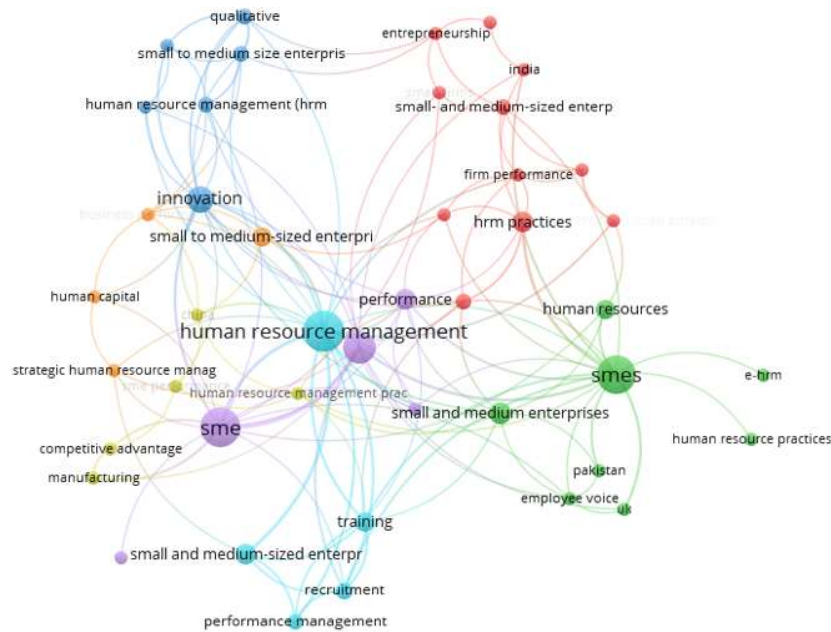 qualitative
entrepreneurship
small to medium size enterpris
india
human resource management (hrm
small- and medium-sized enterp
firm performance
innovation
hrm practices
small to medium-sized enterpri
human capital
performance
human resources
china
human resource management
strategic human resource manag
sme performance
smes
e-hrm
human resource management prac
small and medium enterprises
sme
human resource practices
competitive advantage
manufacturing
pakistan
employee voice
uk
training
small and medium-sized enterpr
recruitment
performance management